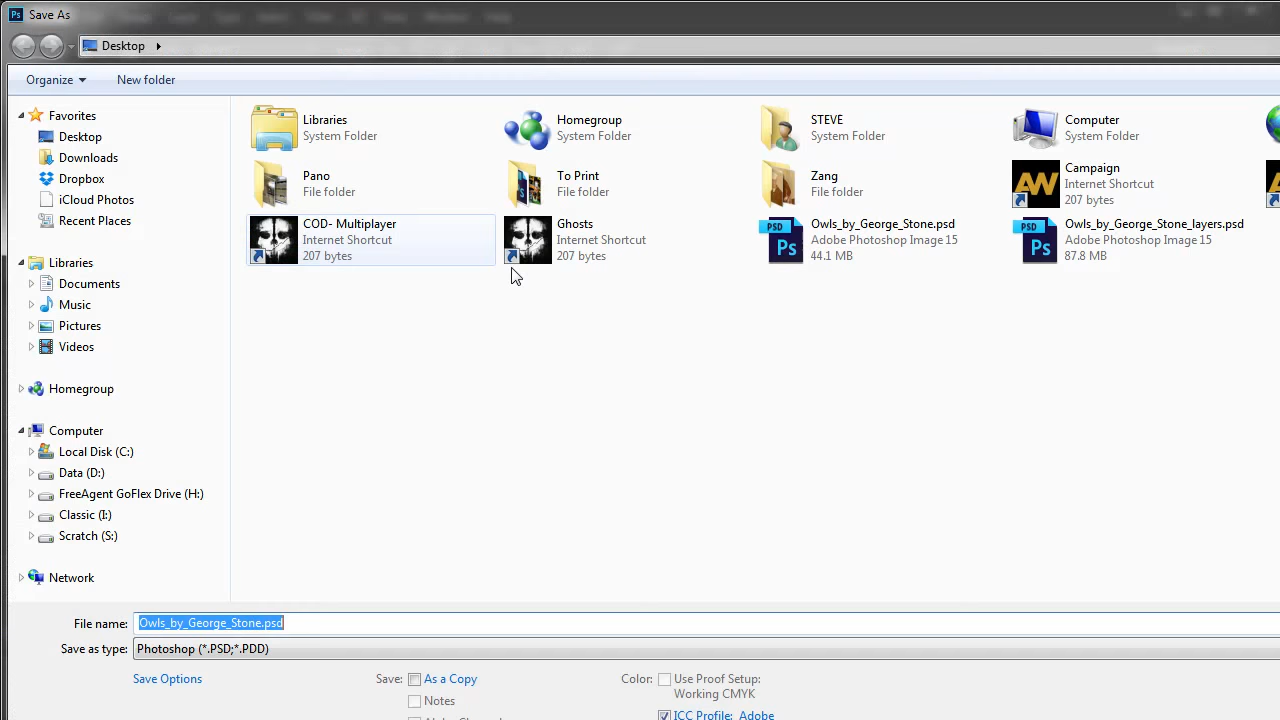 Save As
Desktop
Organize
New folder
Favorites
Desktop
Downloads
Dropbox
iCloud Photos
Recent Places
Libraries
Documents
Music
Pictures
Videos
Homegroup
Computer
Local Disk (C:)
Data (D:)
FreeAgent GoFlex Drive (H:)
Classic (I:)
Scratch (S:)
Network
Libraries
System Folder
Homegroup
System Folder
STEVE
System Folder
Computer
System Folder
Pano
File folder
To Print
File folder
Zang
File folder
AW
Campaign
Internet Shortcut
207 bytes
COD- Multiplayer
Internet Shortcut
207 bytes
Ghosts
Internet Shortcut
207 bytes
PSD
Ps
Owls_by_George_Stone.psd
Adobe Photoshop Image 15
44.1 MB
PSD
Ps
Owls_by_George_Stone_layers.psd
Adobe Photoshop Image 15
87.8 MB
File name: Owls_by_George_Stone.psd
Save as type: Photoshop (*.PSD;*.PDD)
Save Options
Save: As a Copy
Notes
Color: Use Proof Setup:
Working CMYK
ICC Profile: Adobe